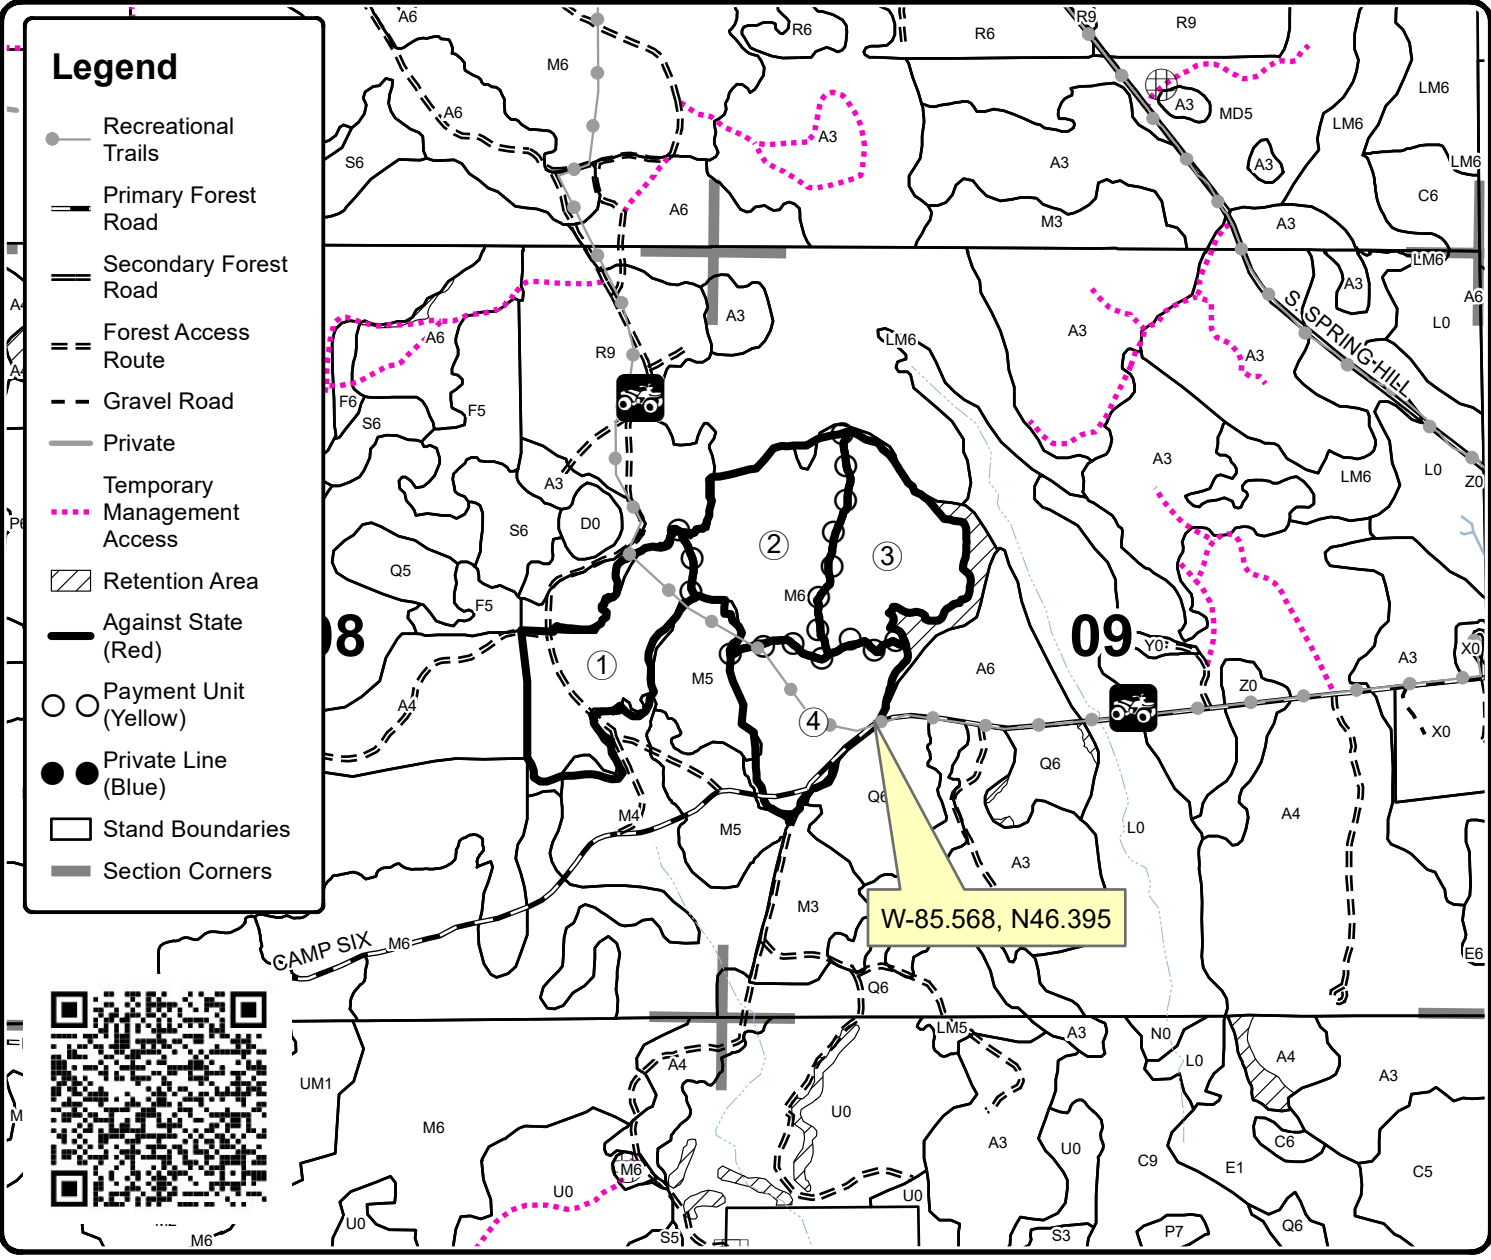 Legend
Recreational
Trails
Primary Forest
Road
Secondary Forest
Road
Forest Access
Route
Gravel Road
Private
Temporary
Management
Access
Retention Area
Against State
(Red)
Payment Unit
(Yellow)
Private Line
(Blue)
Stand Boundaries
Section Corners
A6
M6
R6
R6
R9
R9
A6
S6
A3
A3
MD5
LM6
LM6
LM6
A3
A3
C6
A6
M3
A3
LM6
A3
A6
L0
A3
A6
R9
LM6
A3
A3
S. SPRING HILL
F6
S6
F5
A3
A3
LM6
L0
Z0
S6
D0
2
3
Q5
F5
M6
08
09
1
M5
A6
Y0
A3
X0
Z0
A4
4
X0
Q6
Q6
M4
M5
L0
A4
A3
W-85.568, N46.395
M3
CAMP SIX
M6
E6
Q6
LM5
A3
N0
L0
A4
A3
UM1
A4
M6
U0
A3
U0
C9
C6
E1
C5
M6
U0
U0
U0
S5
S3
P7
Q6
M6